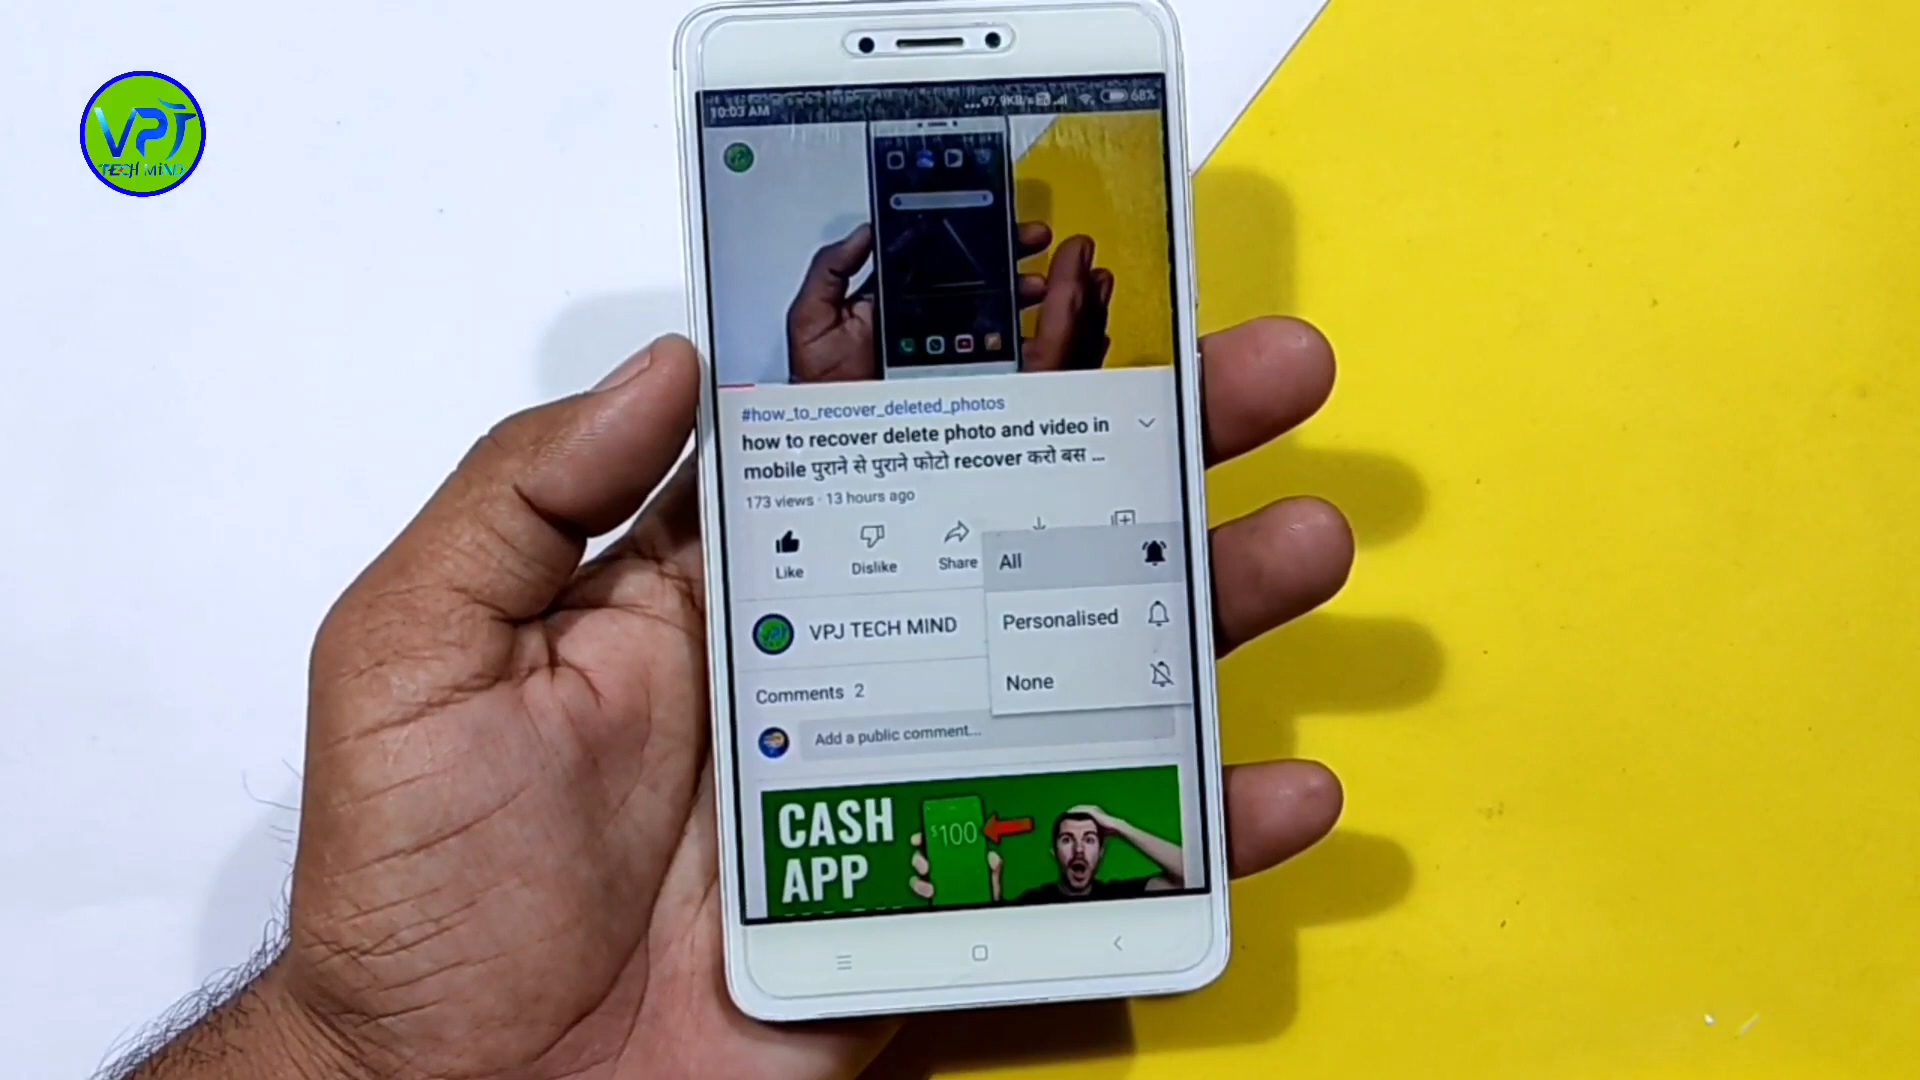 VPJ
TECH MIND
10:03 AM
...97.9KB/s
68%
#how_to_recover_deleted_photos
how to recover delete photo and video in
mobile पुराने से पुराने फोटो recover करो बस ...
173 views · 13 hours ago
Like
Dislike
Share
All
Personalised
None
VPJ TECH MIND
Comments 2
Add a public comment...
CASH
APP
$100